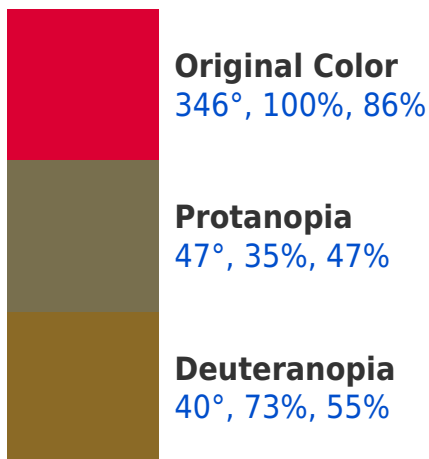 Original Color
346°, 100%, 86%
Protanopia
47°, 35%, 47%
Deuteranopia
40°, 73%, 55%